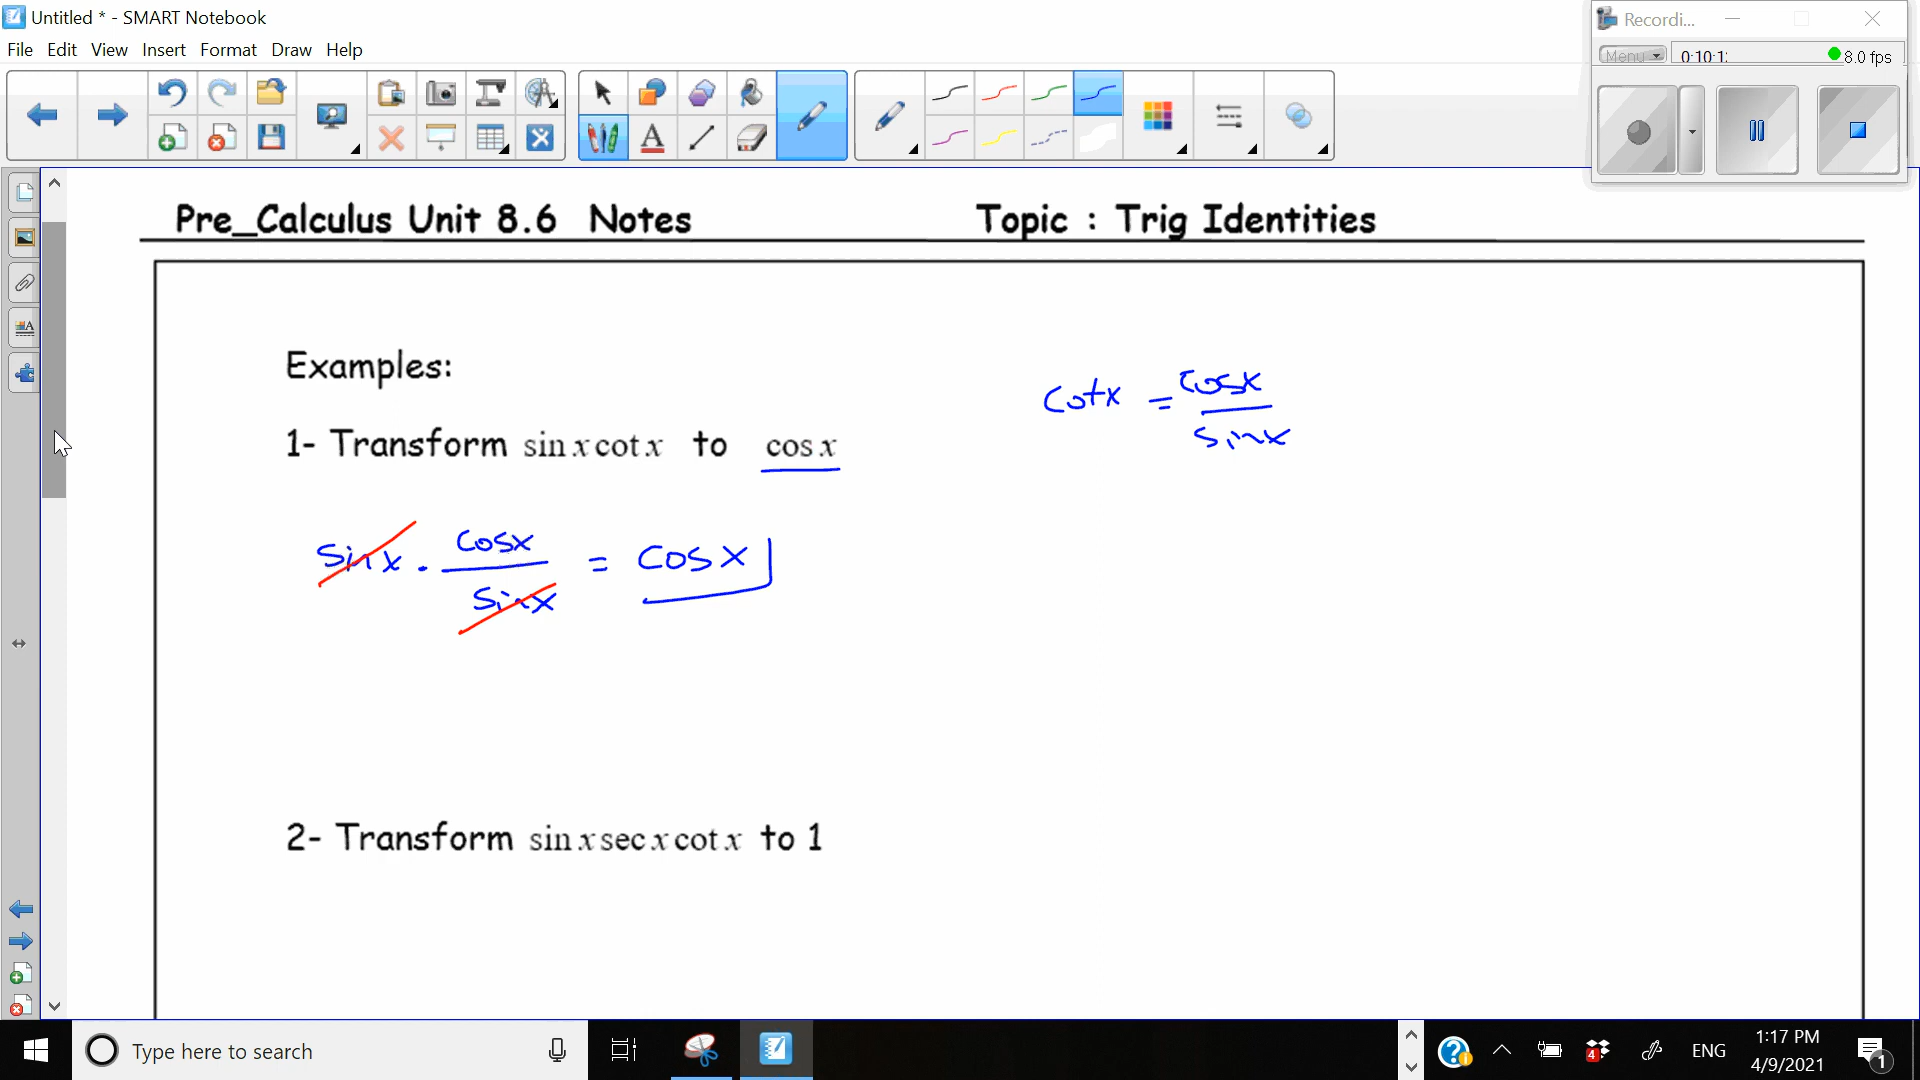 Untitled * - SMART Notebook
Recordi...
File Edit View Insert Format Draw Help
Menu
0:10:1
8.0 fps
Pre_Calculus Unit 8.6 Notes Topic : Trig Identities
Examples:
cotx = cosx
sinx
1- Transform sin x cot x to cos x
sinx . cosx = cosx
sinx
2- Transform sin x sec x cot x to 1
Type here to search
4
ENG
1:17 PM
4/9/2021
1